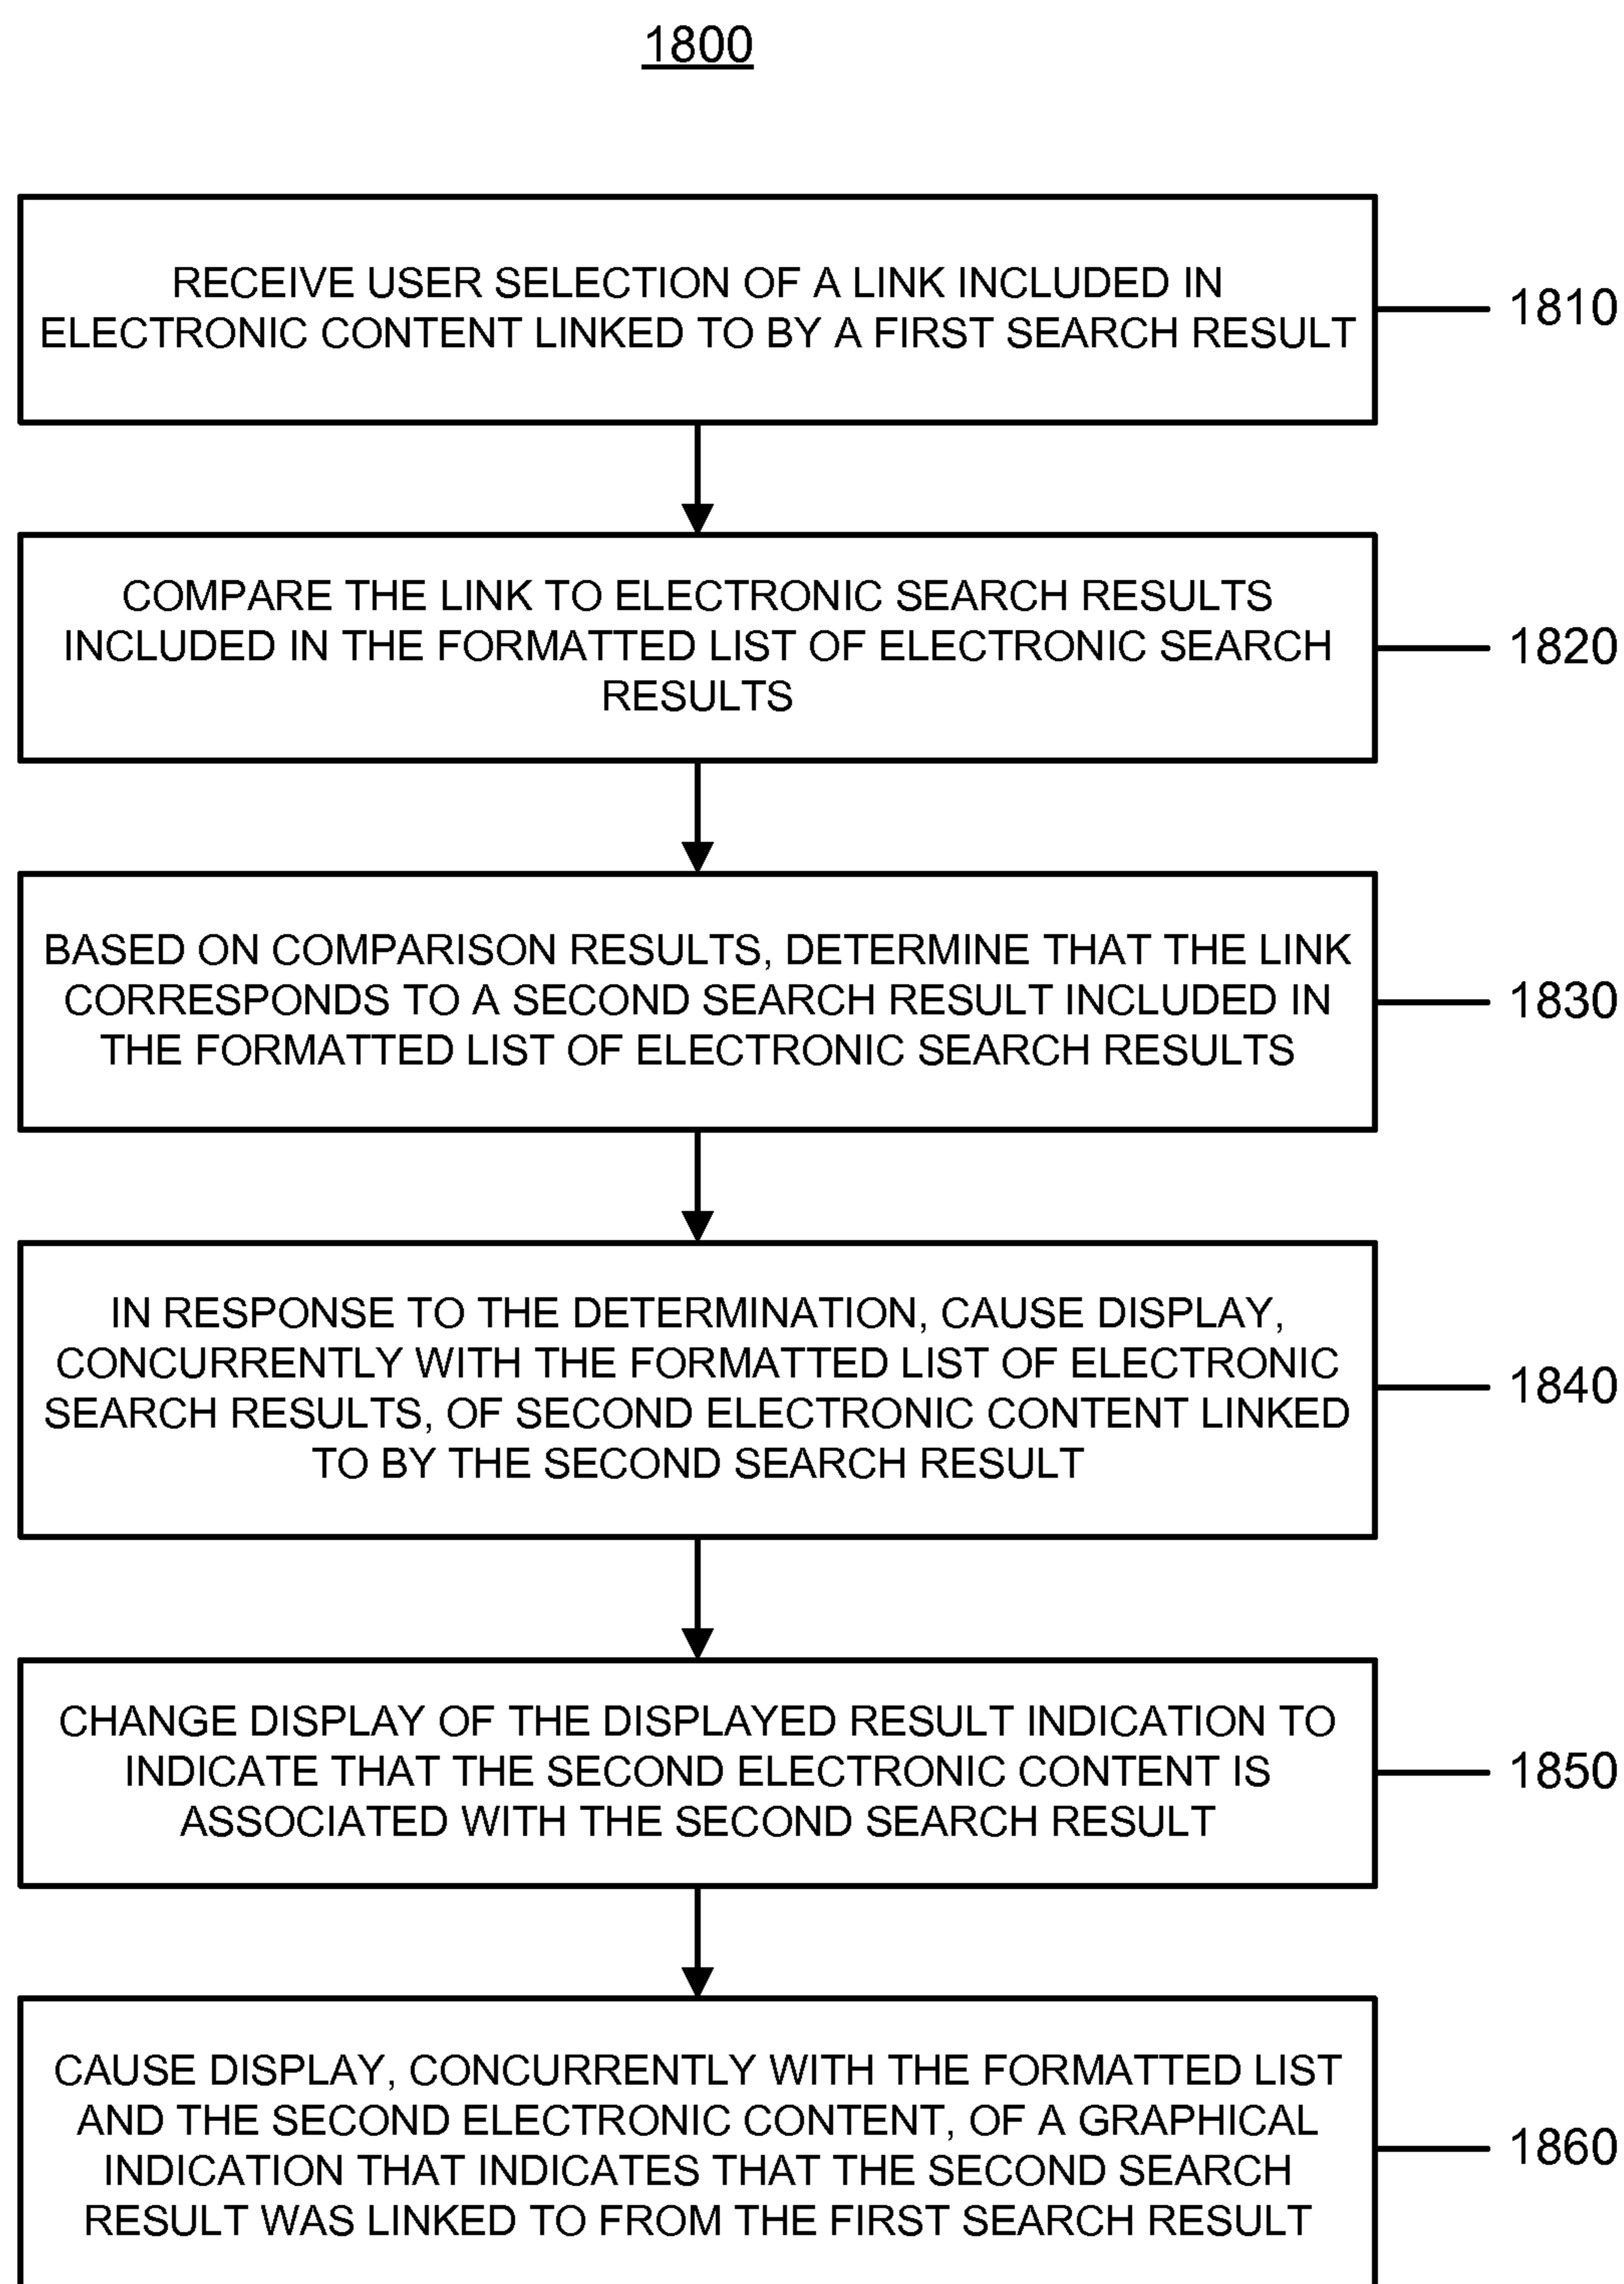 1800
RECEIVE USER SELECTION OF A LINK INCLUDED IN
ELECTRONIC CONTENT LINKED TO BY A FIRST SEARCH RESULT
1810
COMPARE THE LINK TO ELECTRONIC SEARCH RESULTS
INCLUDED IN THE FORMATTED LIST OF ELECTRONIC SEARCH
RESULTS
1820
BASED ON COMPARISON RESULTS, DETERMINE THAT THE LINK
CORRESPONDS TO A SECOND SEARCH RESULT INCLUDED IN
THE FORMATTED LIST OF ELECTRONIC SEARCH RESULTS
1830
IN RESPONSE TO THE DETERMINATION, CAUSE DISPLAY,
CONCURRENTLY WITH THE FORMATTED LIST OF ELECTRONIC
SEARCH RESULTS, OF SECOND ELECTRONIC CONTENT LINKED
TO BY THE SECOND SEARCH RESULT
1840
CHANGE DISPLAY OF THE DISPLAYED RESULT INDICATION TO
INDICATE THAT THE SECOND ELECTRONIC CONTENT IS
ASSOCIATED WITH THE SECOND SEARCH RESULT
1850
CAUSE DISPLAY, CONCURRENTLY WITH THE FORMATTED LIST
AND THE SECOND ELECTRONIC CONTENT, OF A GRAPHICAL
INDICATION THAT INDICATES THAT THE SECOND SEARCH
RESULT WAS LINKED TO FROM THE FIRST SEARCH RESULT
1860